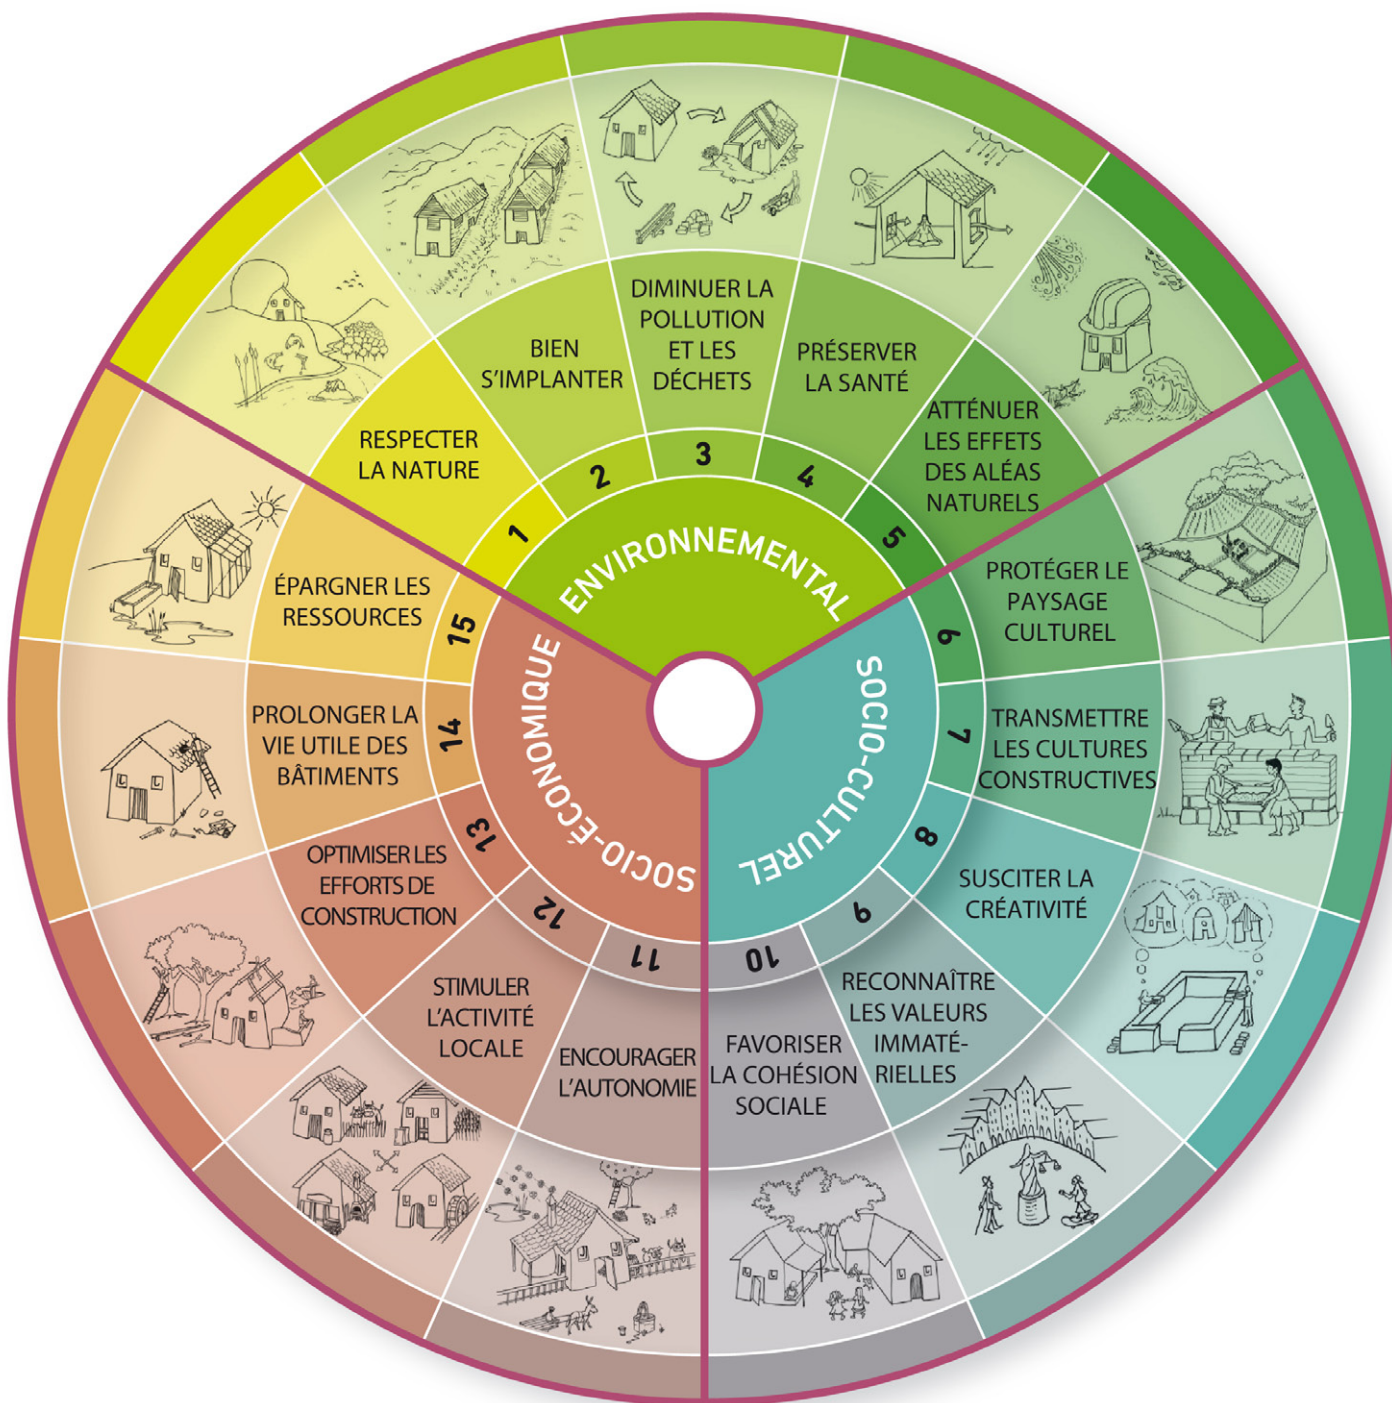 ENVIRONNEMENTAL
1
RESPECTER
LA NATURE
2
BIEN
S'IMPLANTER
3
DIMINUER LA
POLLUTION
ET LES
DÉCHETS
4
PRÉSERVER
LA SANTÉ
5
ATTÉNUER
LES EFFETS
DES ALÉAS
NATURELS
SOCIO-CULTUREL
6
PROTÉGER LE
PAYSAGE
CULTUREL
7
TRANSMETTRE
LES CULTURES
CONSTRUCTIVES
8
SUSCITER LA
CRÉATIVITÉ
9
RECONNAÎTRE
LES VALEURS
IMMATÉ-
RIELLES
10
FAVORISER
LA COHÉSION
SOCIALE
SOCIO-ÉCONOMIQUE
11
ENCOURAGER
L'AUTONOMIE
12
STIMULER
L'ACTIVITÉ
LOCALE
13
OPTIMISER LES
EFFORTS DE
CONSTRUCTION
14
PROLONGER LA
VIE UTILE DES
BÂTIMENTS
15
ÉPARGNER LES
RESSOURCES